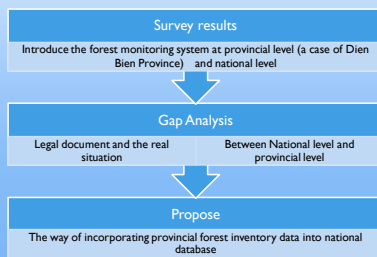 Survey results
Introduce the forest monitoring system at provincial level (a case of Dien
Bien Province) and national level
Gap Analysis
Legal document and the real
situation
Between National level and
provincial level
Propose
The way of incorporating provincial forest inventory data into national
database